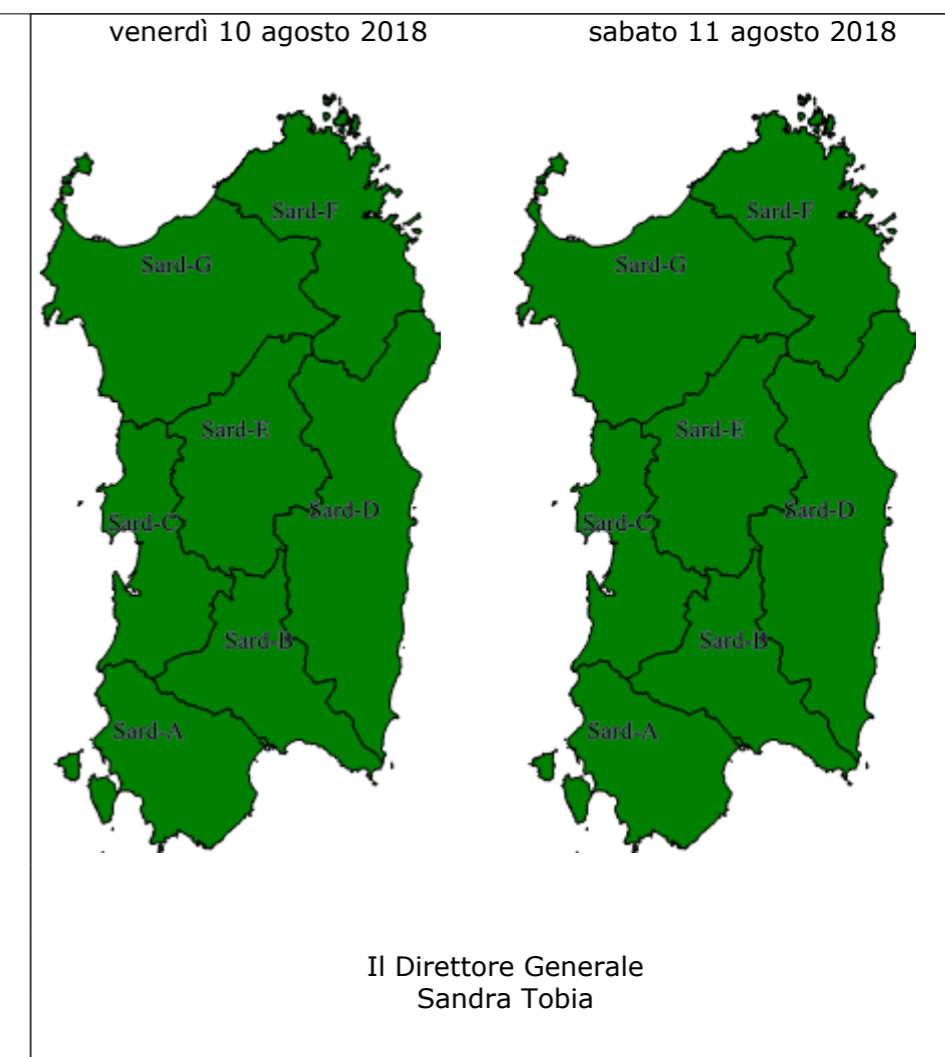 venerdì 10 agosto 2018
sabato 11 agosto 2018
Sard-F
Sard-G
Sard-E
Sard-D
Sard-C
Sard-B
Sard-A
Sard-F
Sard-G
Sard-E
Sard-D
Sard-C
Sard-B
Sard-A
Il Direttore Generale
Sandra Tobia